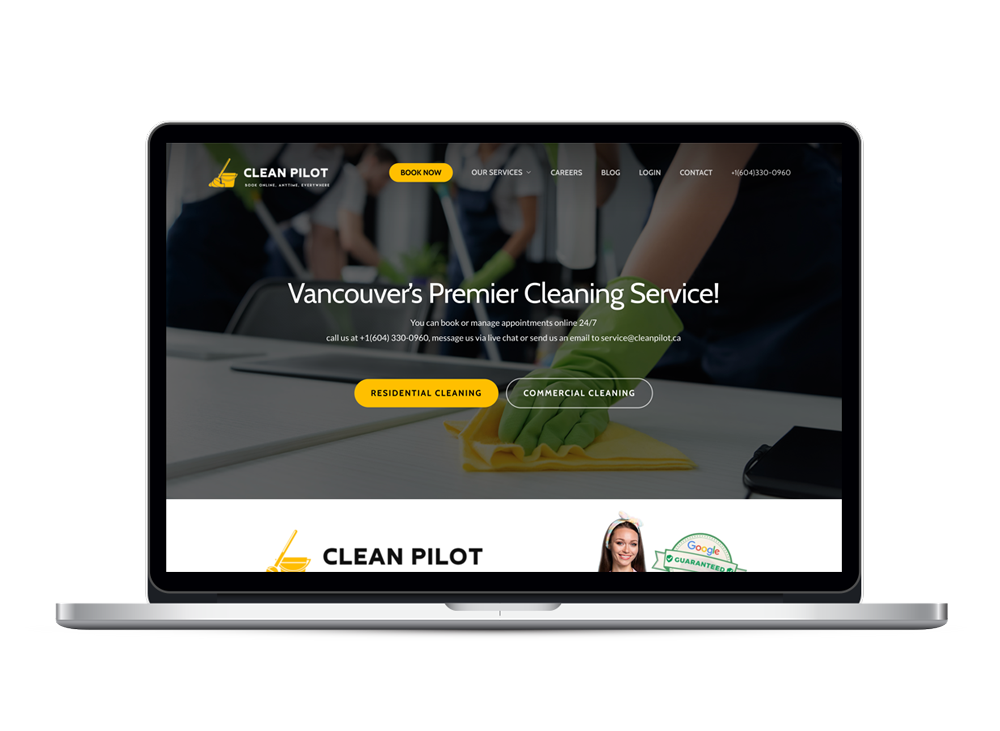 CLEAN PILOT
BOOK ONLINE, ANYTIME, EVERYWHERE
BOOK NOW
OUR SERVICES
CAREERS
BLOG
LOGIN
CONTACT
+1(604)330-0960
Vancouver's Premier Cleaning Service!
You can book or manage appointments online 24/7
call us at +1(604) 330-0960, message us via live chat or send us an email to service@cleanpilot.ca
RESIDENTIAL CLEANING
COMMERCIAL CLEANING
CLEAN PILOT
Google
GUARANTEED